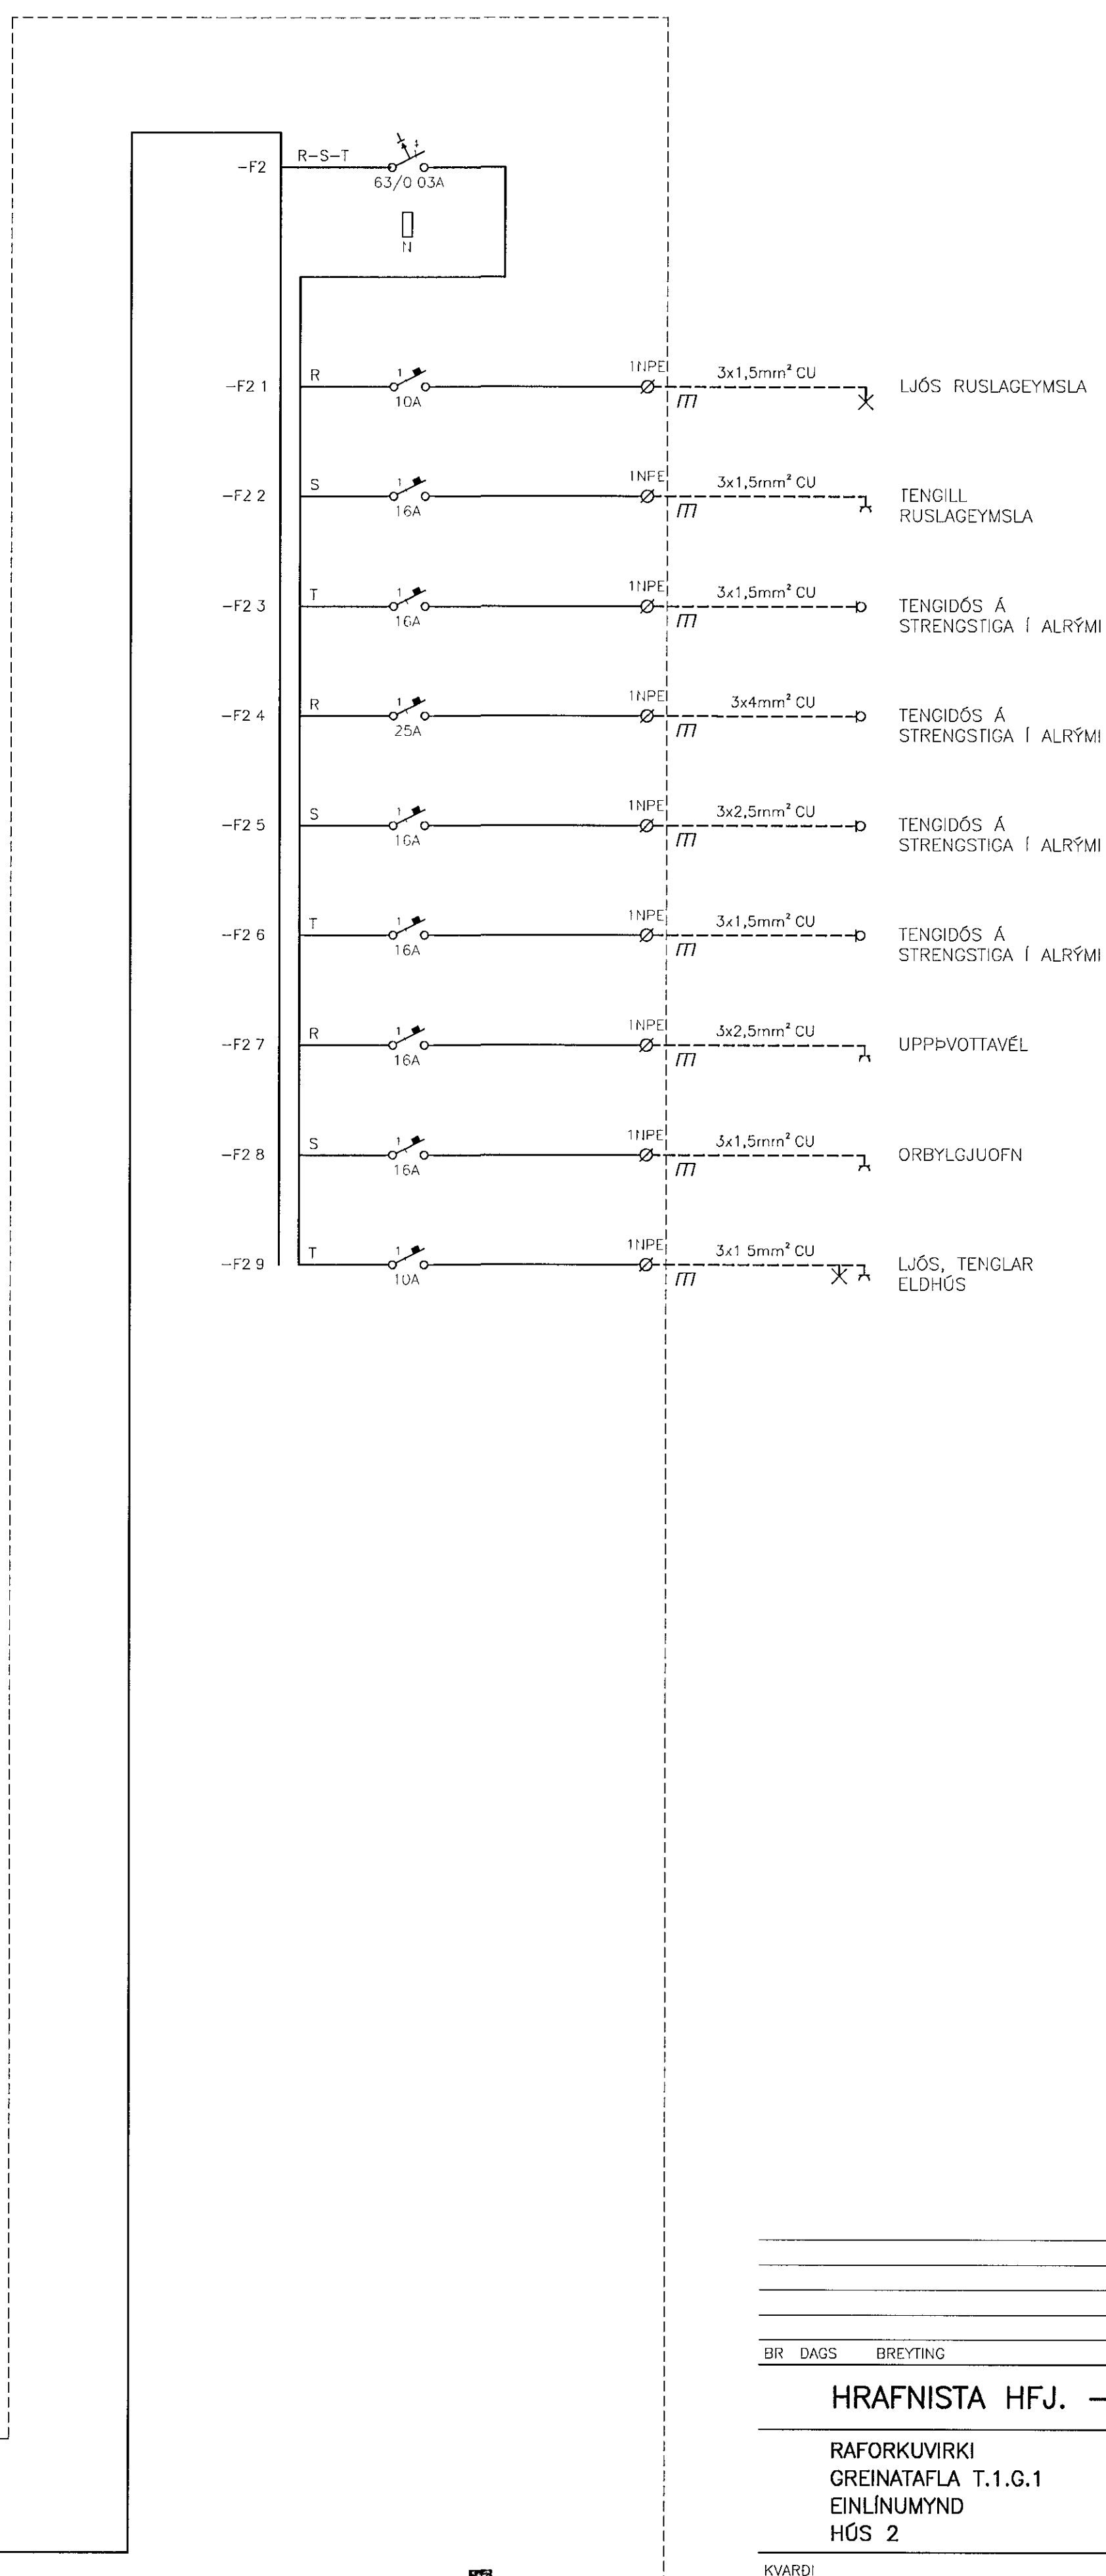 -F2 R-S-T
63/0 03A
N
-F2 1 R 1 10A 1NPE 3x1,5mm² CU LJÓS RUSLAGEYMSLA
-F2 2 S 1 16A 1NPE 3x1,5mm² CU TENGILL
RUSLAGEYMSLA
-F2 3 T 1 16A 1NPE 3x1,5mm² CU TENGIDÓS Á
STRENGSTIGA Í ALRÝMI
-F2 4 R 1 25A 1NPE 3x4mm² CU TENGIDÓS Á
STRENGSTIGA Í ALRÝMI
-F2 5 S 1 16A 1NPE 3x2,5mm² CU TENGIDÓS Á
STRENGSTIGA Í ALRÝMI
-F2 6 T 1 16A 1NPE 3x1,5mm² CU TENGIDÓS Á
STRENGSTIGA Í ALRÝMI
-F2 7 R 1 16A 1NPE 3x2,5mm² CU UPPÞVOTTAVÉL
-F2 8 S 1 16A 1NPE 3x1,5mm² CU ORBYLGJUOFN
-F2 9 T 1 10A 1NPE 3x1 5mm² CU LJÓS, TENGLAR
ELDHÚS
BR DAGS BREYTING
HRAFNISTA HFJ. –
RAFORKUVIRKI
GREINATAFLA T.1.G.1
EINLÍNUMYND
HÚS 2
KVARÐI